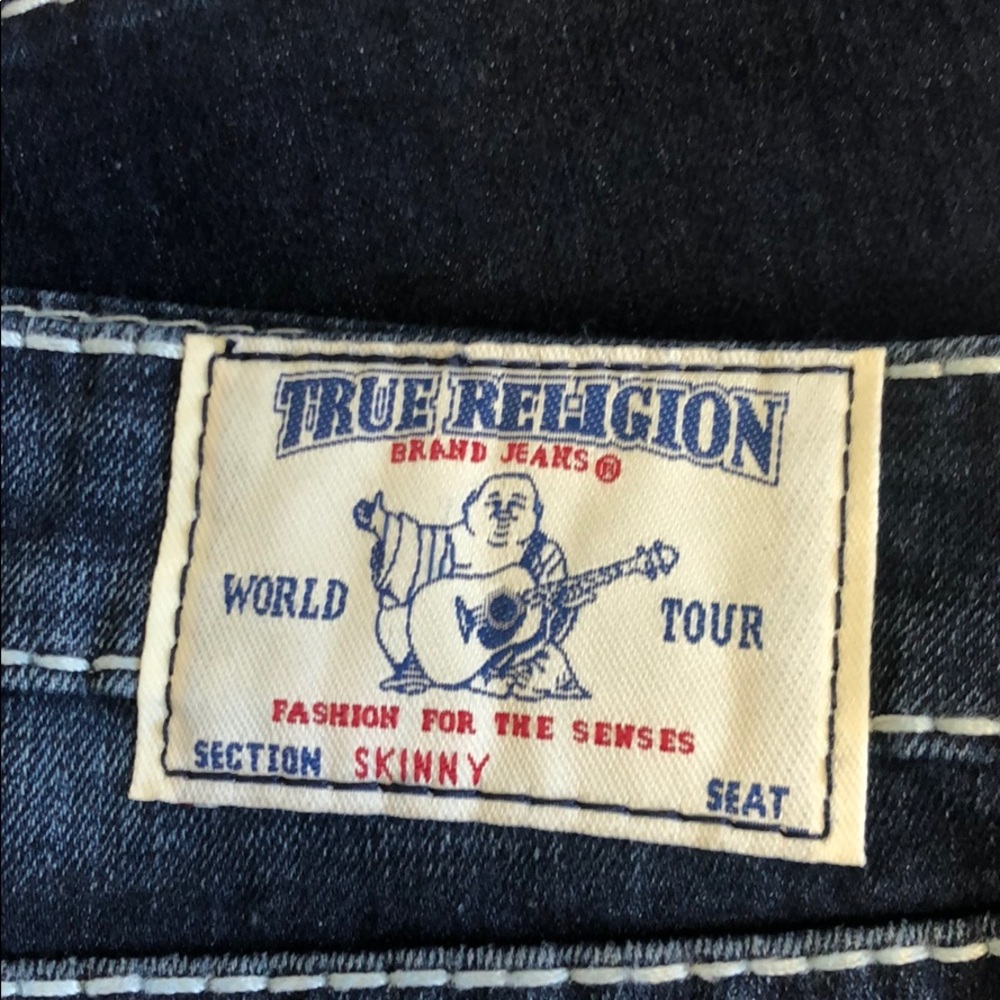 TRUE RELIGION
BRAND JEANS®
WORLD TOUR
FASHION FOR THE SENSES
SECTION SKINNY SEAT